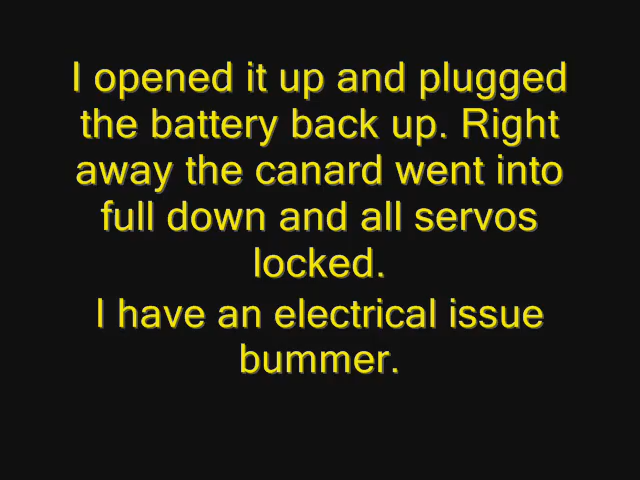 I opened it up and plugged
the battery back up. Right
away the canard went into
full down and all servos
locked.
I have an electrical issue
bummer.